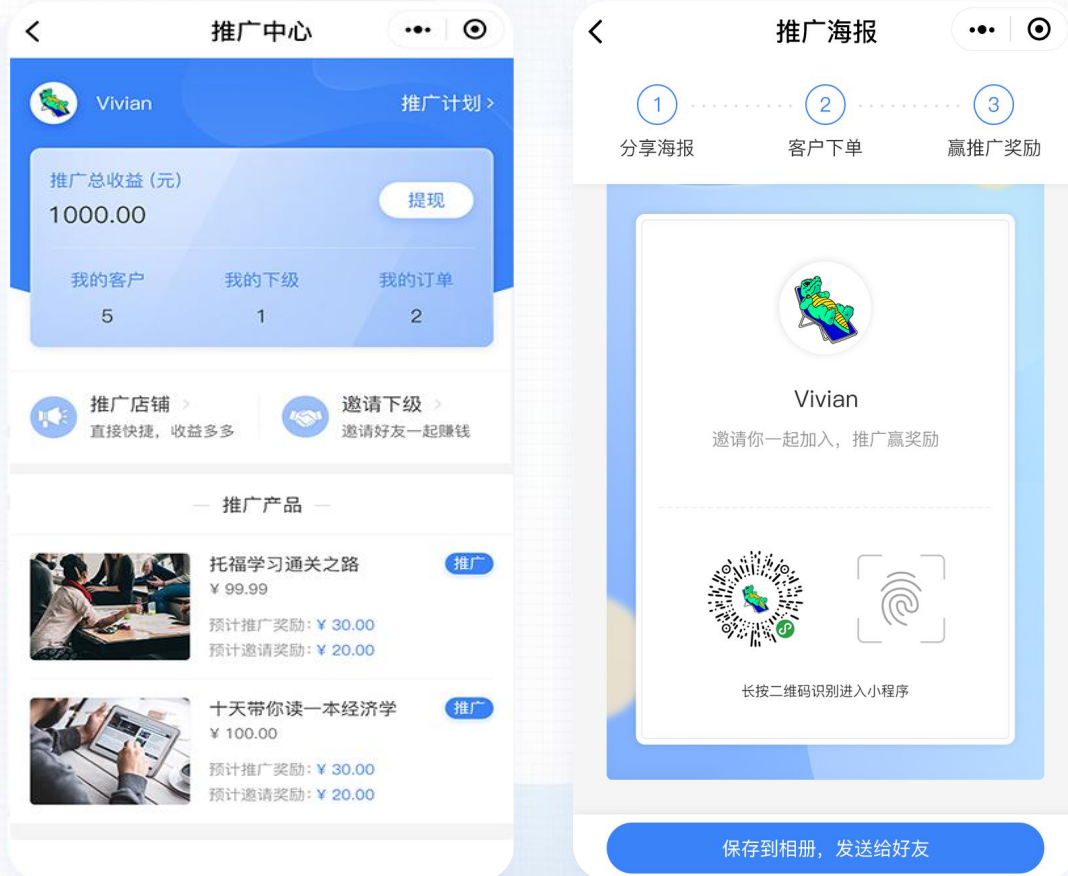 推广中心
Vivian
推广计划
推广总收益 (元)
1000.00
提现
我的客户
我的下级
我的订单
5
1
2
推广店铺
直接快捷，收益多多
邀请下级
邀请好友一起赚钱
推广产品
托福学习通关之路
推广
¥ 99.99
预计推广奖励: ¥ 30.00
预计邀请奖励: ¥ 20.00
十天带你读一本经济学
推广
¥ 100.00
预计推广奖励: ¥ 30.00
预计邀请奖励: ¥ 20.00
推广海报
1
2
3
分享海报
客户下单
赢推广奖励
Vivian
邀请你一起加入，推广赢奖励
长按二维码识别进入小程序
保存到相册，发送给好友